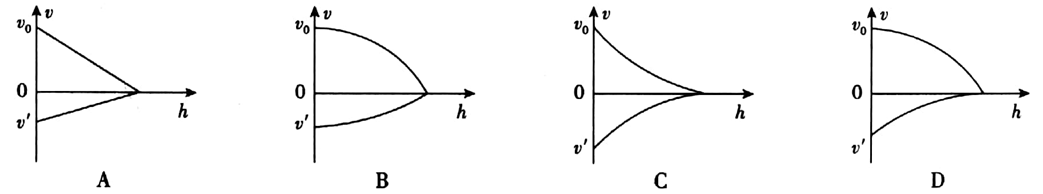 v v v v
v₀ v₀ v₀ v₀
0 0 0 0
h h h h
v′ v′ v′ v′
A B C D